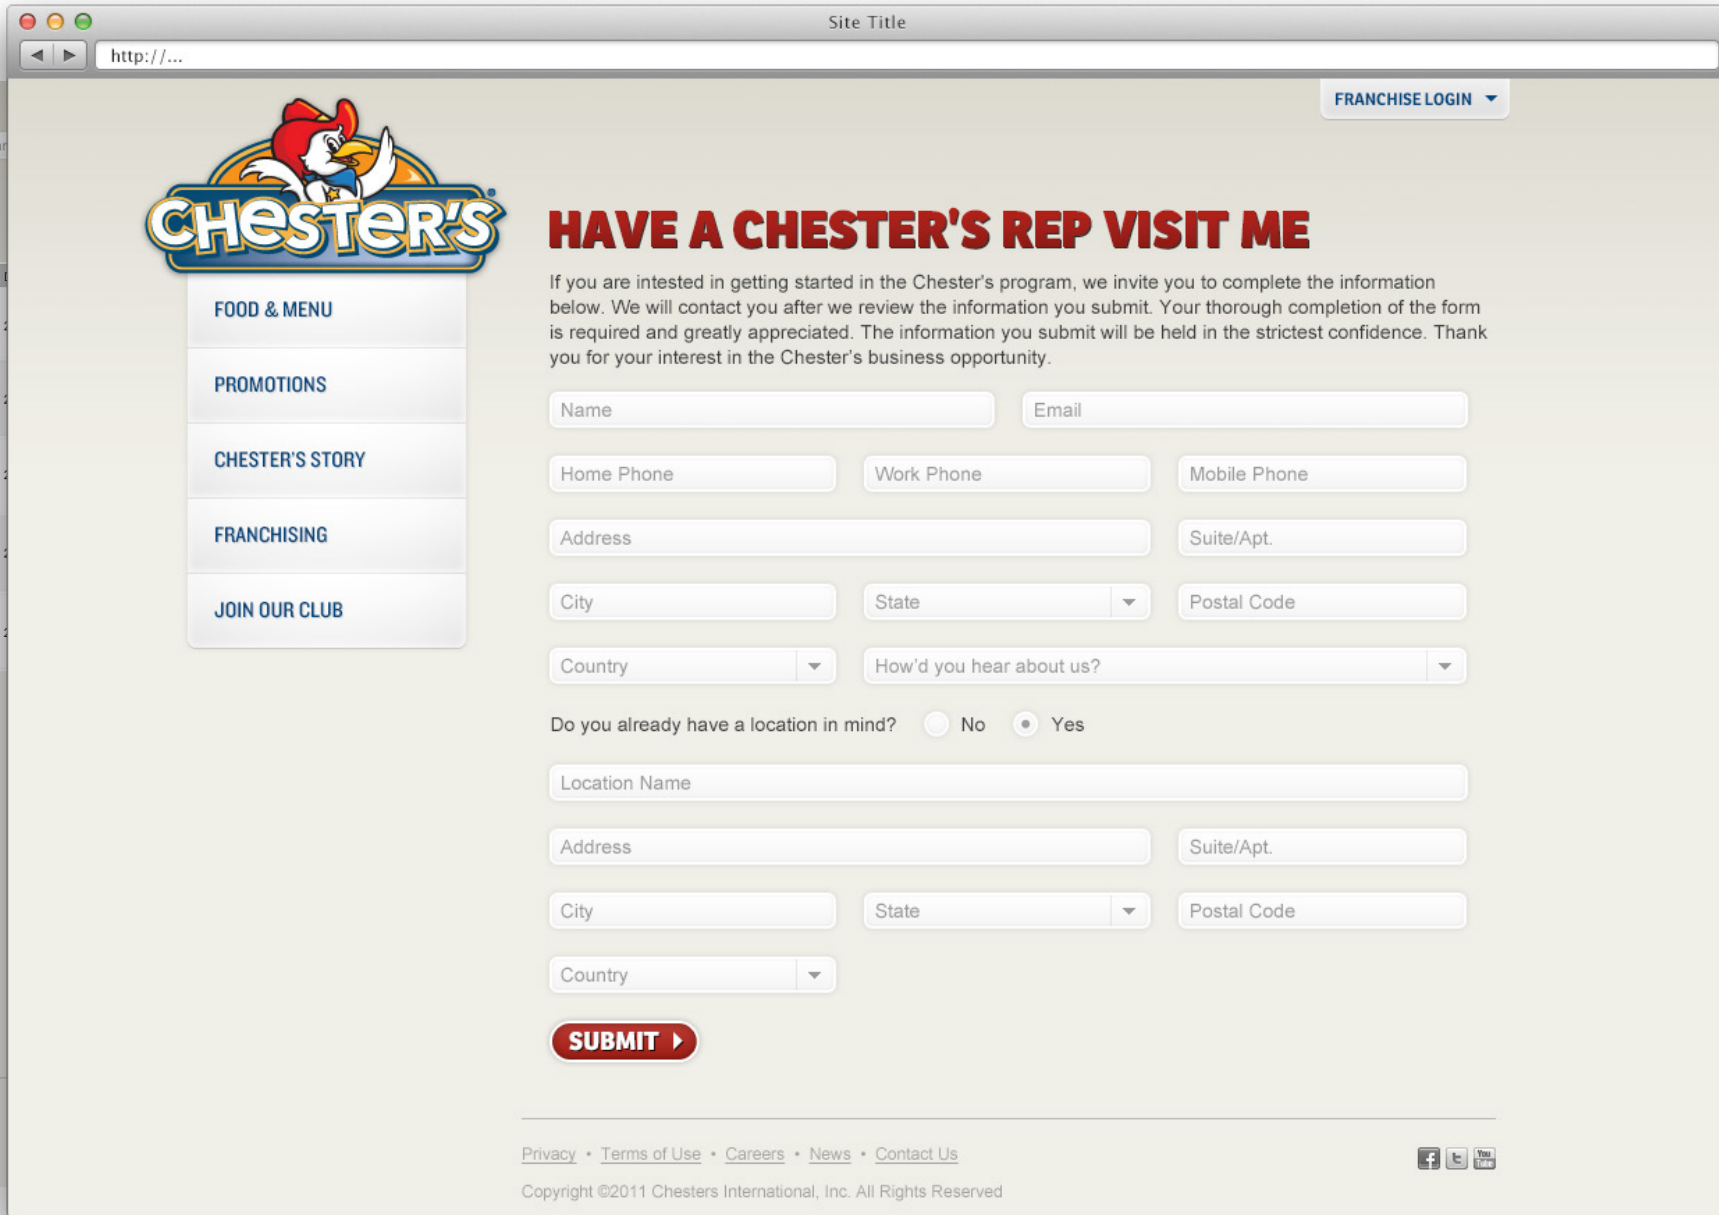 Site Title
http://...
FRANCHISE LOGIN
CHESTER'S®
HAVE A CHESTER'S REP VISIT ME
If you are intested in getting started in the Chester's program, we invite you to complete the information
below. We will contact you after we review the information you submit. Your thorough completion of the form
is required and greatly appreciated. The information you submit will be held in the strictest confidence. Thank
you for your interest in the Chester's business opportunity.
FOOD & MENU
PROMOTIONS
CHESTER'S STORY
FRANCHISING
JOIN OUR CLUB
Name Email
Home Phone Work Phone Mobile Phone
Address Suite/Apt.
City State Postal Code
Country How'd you hear about us?
Do you already have a location in mind? No Yes
Location Name
Address Suite/Apt.
City State Postal Code
Country
SUBMIT
Privacy • Terms of Use • Careers • News • Contact Us
f t You Tube
Copyright ©2011 Chesters International, Inc. All Rights Reserved